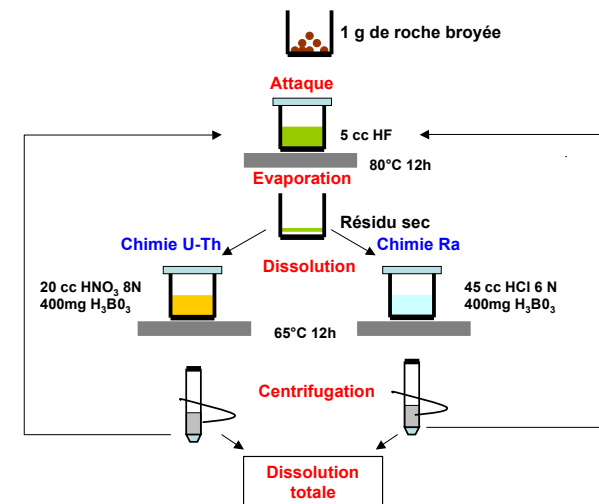 1 g de roche broyée
Attaque
5 cc HF
80°C 12h
Evaporation
Résidu sec
Chimie U-Th
Chimie Ra
Dissolution
20 cc HNO₃ 8N
400mg H₃B0₃
45 cc HCl 6 N
400mg H₃B0₃
65°C 12h
Centrifugation
Dissolution
totale